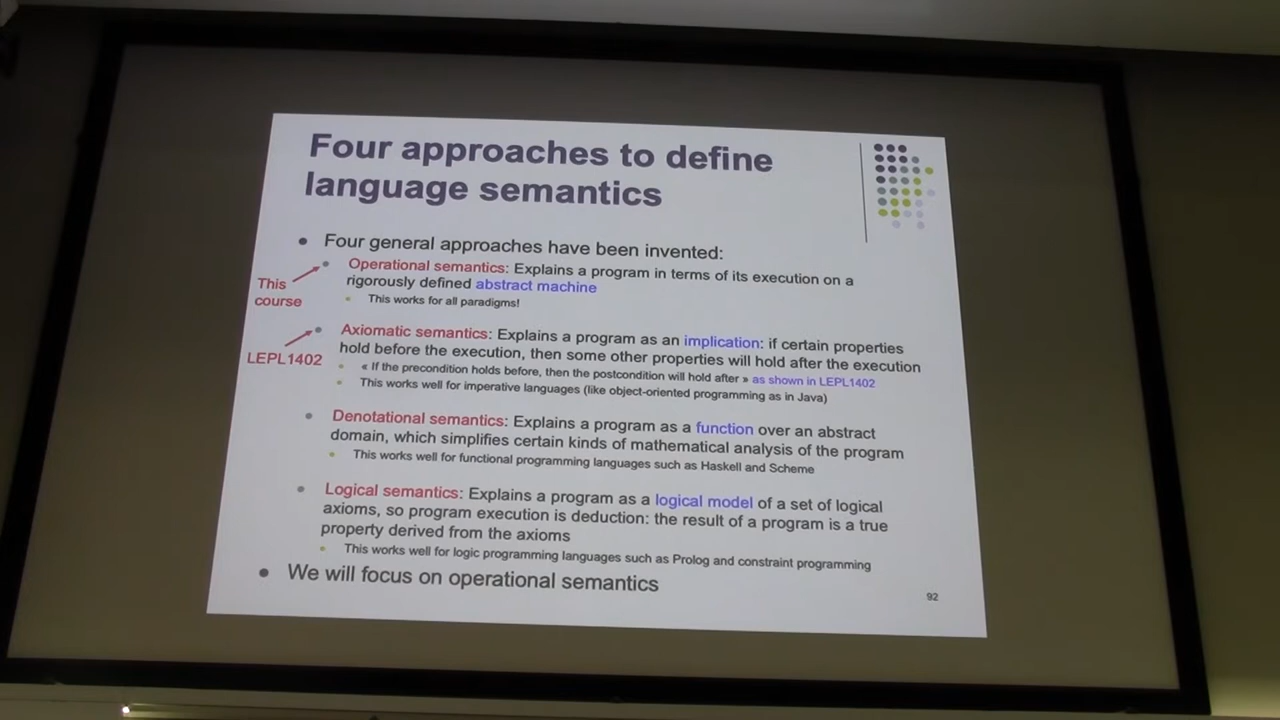 Four approaches to define
language semantics
Four general approaches have been invented:
Operational semantics: Explains a program in terms of its execution on a
rigorously defined abstract machine
This works for all paradigms!
This
course
Axiomatic semantics: Explains a program as an implication: if certain properties
hold before the execution, then some other properties will hold after the execution
« If the precondition holds before, then the postcondition will hold after » as shown in LEPL1402
This works well for imperative languages (like object-oriented programming as in Java)
LEPL1402
Denotational semantics: Explains a program as a function over an abstract
domain, which simplifies certain kinds of mathematical analysis of the program
This works well for functional programming languages such as Haskell and Scheme
Logical semantics: Explains a program as a logical model of a set of logical
axioms, so program execution is deduction: the result of a program is a true
property derived from the axioms
This works well for logic programming languages such as Prolog and constraint programming
We will focus on operational semantics
92